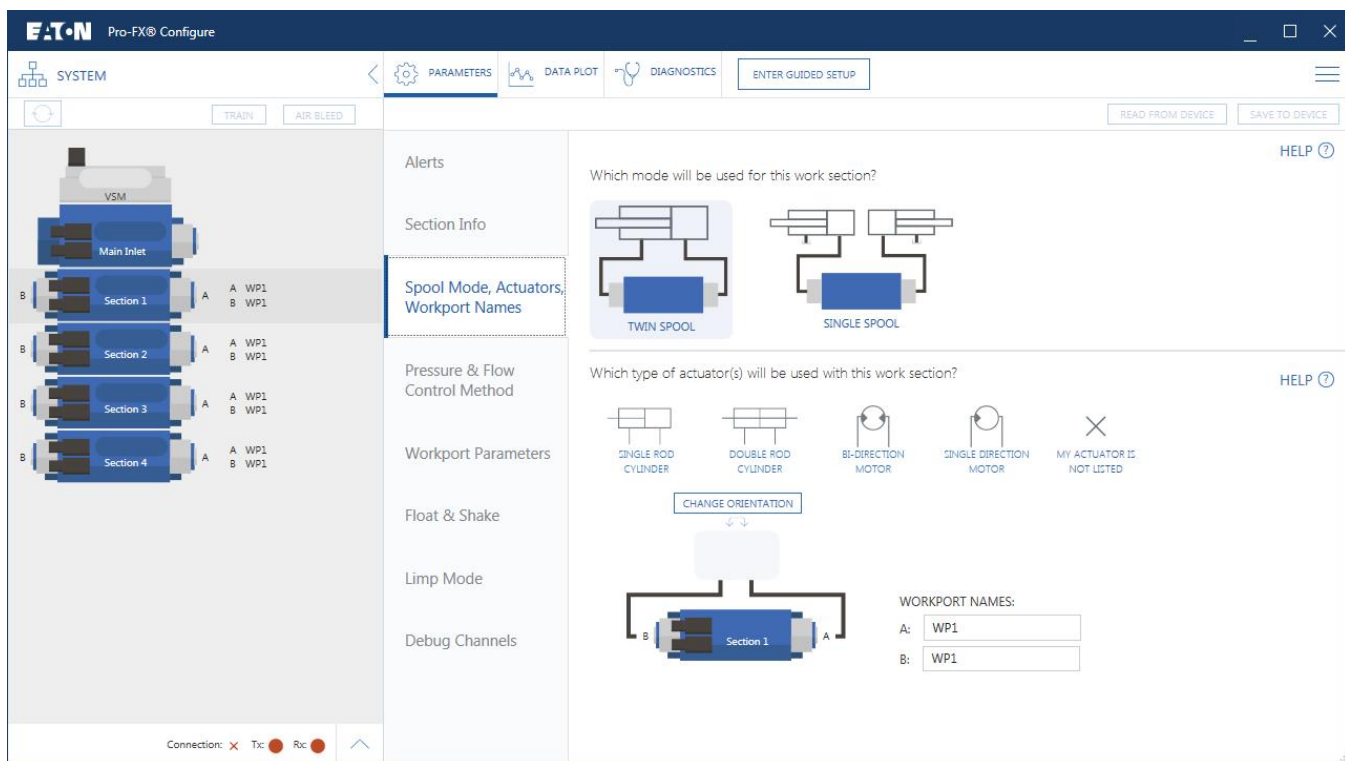 EATON Pro-FX® Configure
SYSTEM
PARAMETERS
DATA PLOT
DIAGNOSTICS
ENTER GUIDED SETUP
TRAIN
AIR BLEED
READ FROM DEVICE
SAVE TO DEVICE
VSM
Main Inlet
B Section 1 A A WP1
B WP1
B Section 2 A A WP1
B WP1
B Section 3 A A WP1
B WP1
B Section 4 A A WP1
B WP1
Connection: Tx: Rx:
Alerts
Section Info
Spool Mode, Actuators,
Workport Names
Pressure & Flow
Control Method
Workport Parameters
Float & Shake
Limp Mode
Debug Channels
HELP ?
Which mode will be used for this work section?
TWIN SPOOL
SINGLE SPOOL
Which type of actuator(s) will be used with this work section?
HELP ?
SINGLE ROD
CYLINDER
DOUBLE ROD
CYLINDER
BI-DIRECTION
MOTOR
SINGLE DIRECTION
MOTOR
MY ACTUATOR IS
NOT LISTED
CHANGE ORIENTATION
B Section 1 A
WORKPORT NAMES:
A: WP1
B: WP1